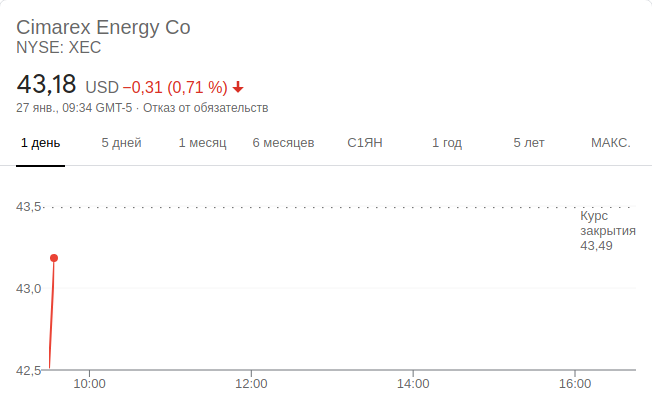 Cimarex Energy Co
NYSE: XEC
43,18 USD −0,31 (0,71 %)
27 янв., 09:34 GMT-5 · Отказ от обязательств
1 день 5 дней 1 месяц 6 месяцев С1ЯН 1 год 5 лет МАКС.
43,5
Курс
закрытия
43,49
43,0
42,5
10:00 12:00 14:00 16:00